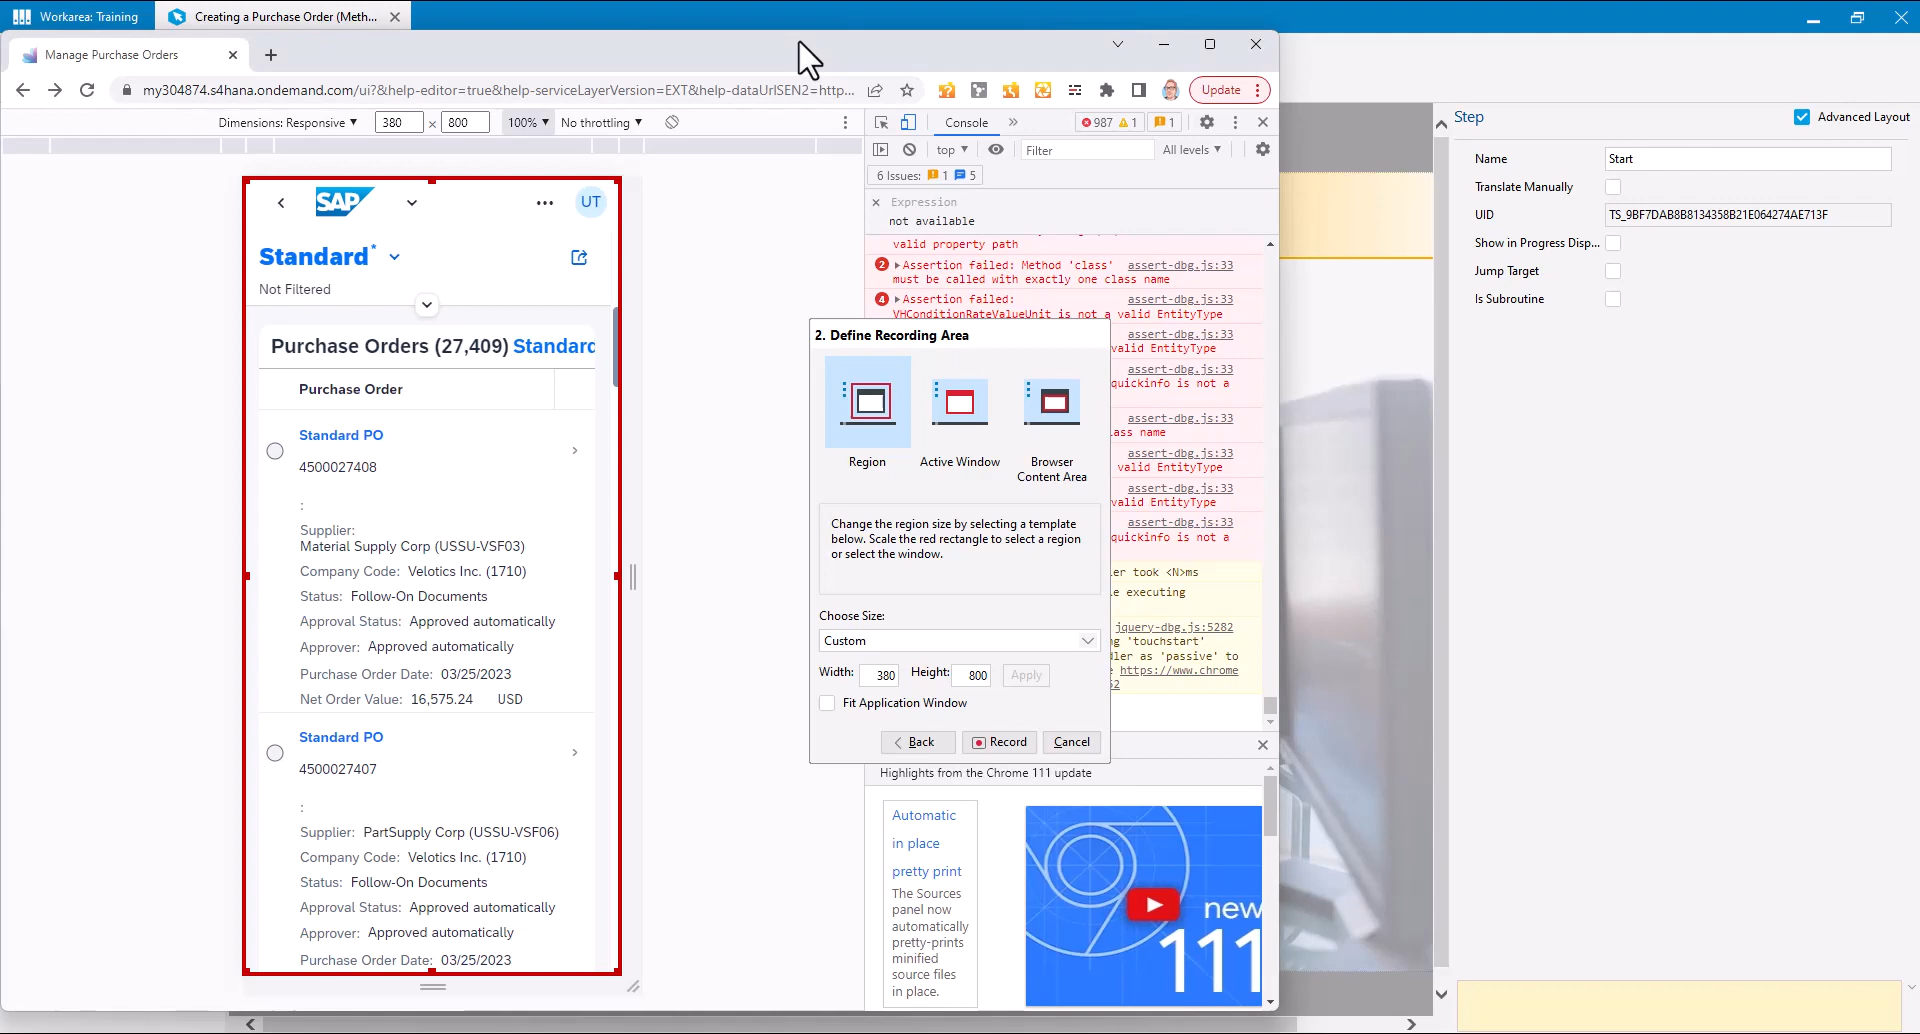 Workarea: Training
Creating a Purchase Order (Meth...
Manage Purchase Orders
my304874.s4hana.ondemand.com/ui?&help-editor=true&help-serviceLayerVersion=EXT&help-dataUrlSEN2=http...
Update
Dimensions: Responsive
380
×
800
100%
No throttling
Console
987
1
1
top
Filter
All levels
6 Issues:
1
5
Expression
not available
valid property path
2
Assertion failed: Method 'class'
assert-dbg.js:33
must be called with exactly one class name
4
Assertion failed:
assert-dbg.js:33
VHConditionRateValueUnit is not a valid EntityType
assert-dbg.js:33
valid EntityType
assert-dbg.js:33
quickinfo is not a
assert-dbg.js:33
ass name
assert-dbg.js:33
valid EntityType
assert-dbg.js:33
valid EntityType
assert-dbg.js:33
quickinfo is not a
er took <N>ms
e executing
jquery-dbg.js:5282
g 'touchstart'
ller as 'passive' to
https://www.chrome
52
Highlights from the Chrome 111 update
Automatic
in place
pretty print
The Sources
panel now
automatically
pretty-prints
minified
source files
in place.
new
111
SAP
UT
Standard*
Not Filtered
Purchase Orders (27,409) Standard
Purchase Order
Standard PO
4500027408
:
Supplier:
Material Supply Corp (USSU-VSF03)
Company Code: Velotics Inc. (1710)
Status: Follow-On Documents
Approval Status: Approved automatically
Approver: Approved automatically
Purchase Order Date: 03/25/2023
Net Order Value: 16,575.24 USD
Standard PO
4500027407
:
Supplier: PartSupply Corp (USSU-VSF06)
Company Code: Velotics Inc. (1710)
Status: Follow-On Documents
Approval Status: Approved automatically
Approver: Approved automatically
Purchase Order Date: 03/25/2023
2. Define Recording Area
Region
Active Window
Browser
Content Area
Change the region size by selecting a template
below. Scale the red rectangle to select a region
or select the window.
Choose Size:
Custom
Width: 380 Height: 800 Apply
Fit Application Window
Back
Record
Cancel
Step
Advanced Layout
Name
Start
Translate Manually
UID
TS_9BF7DAB8B8134358B21E064274AE713F
Show in Progress Disp...
Jump Target
Is Subroutine